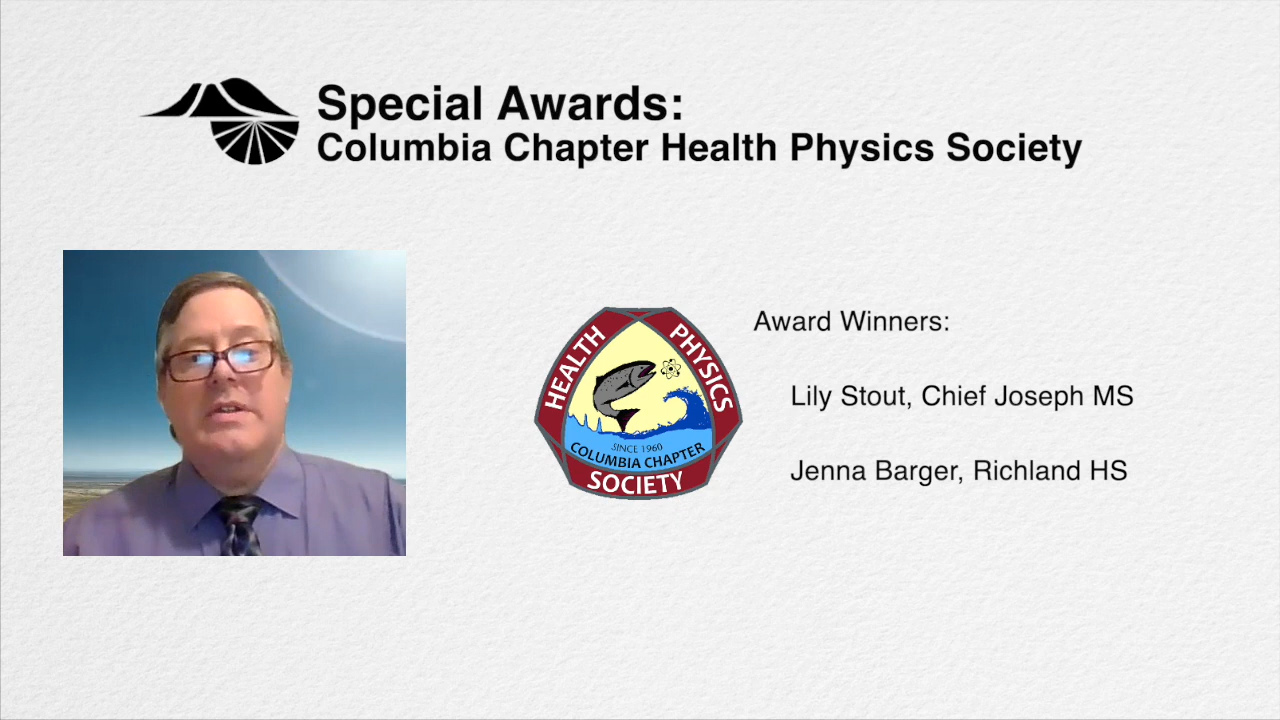 Special Awards:
Columbia Chapter Health Physics Society
HEALTH
PHYSICS
SINCE 1960
COLUMBIA CHAPTER
SOCIETY
Award Winners:
Lily Stout, Chief Joseph MS
Jenna Barger, Richland HS